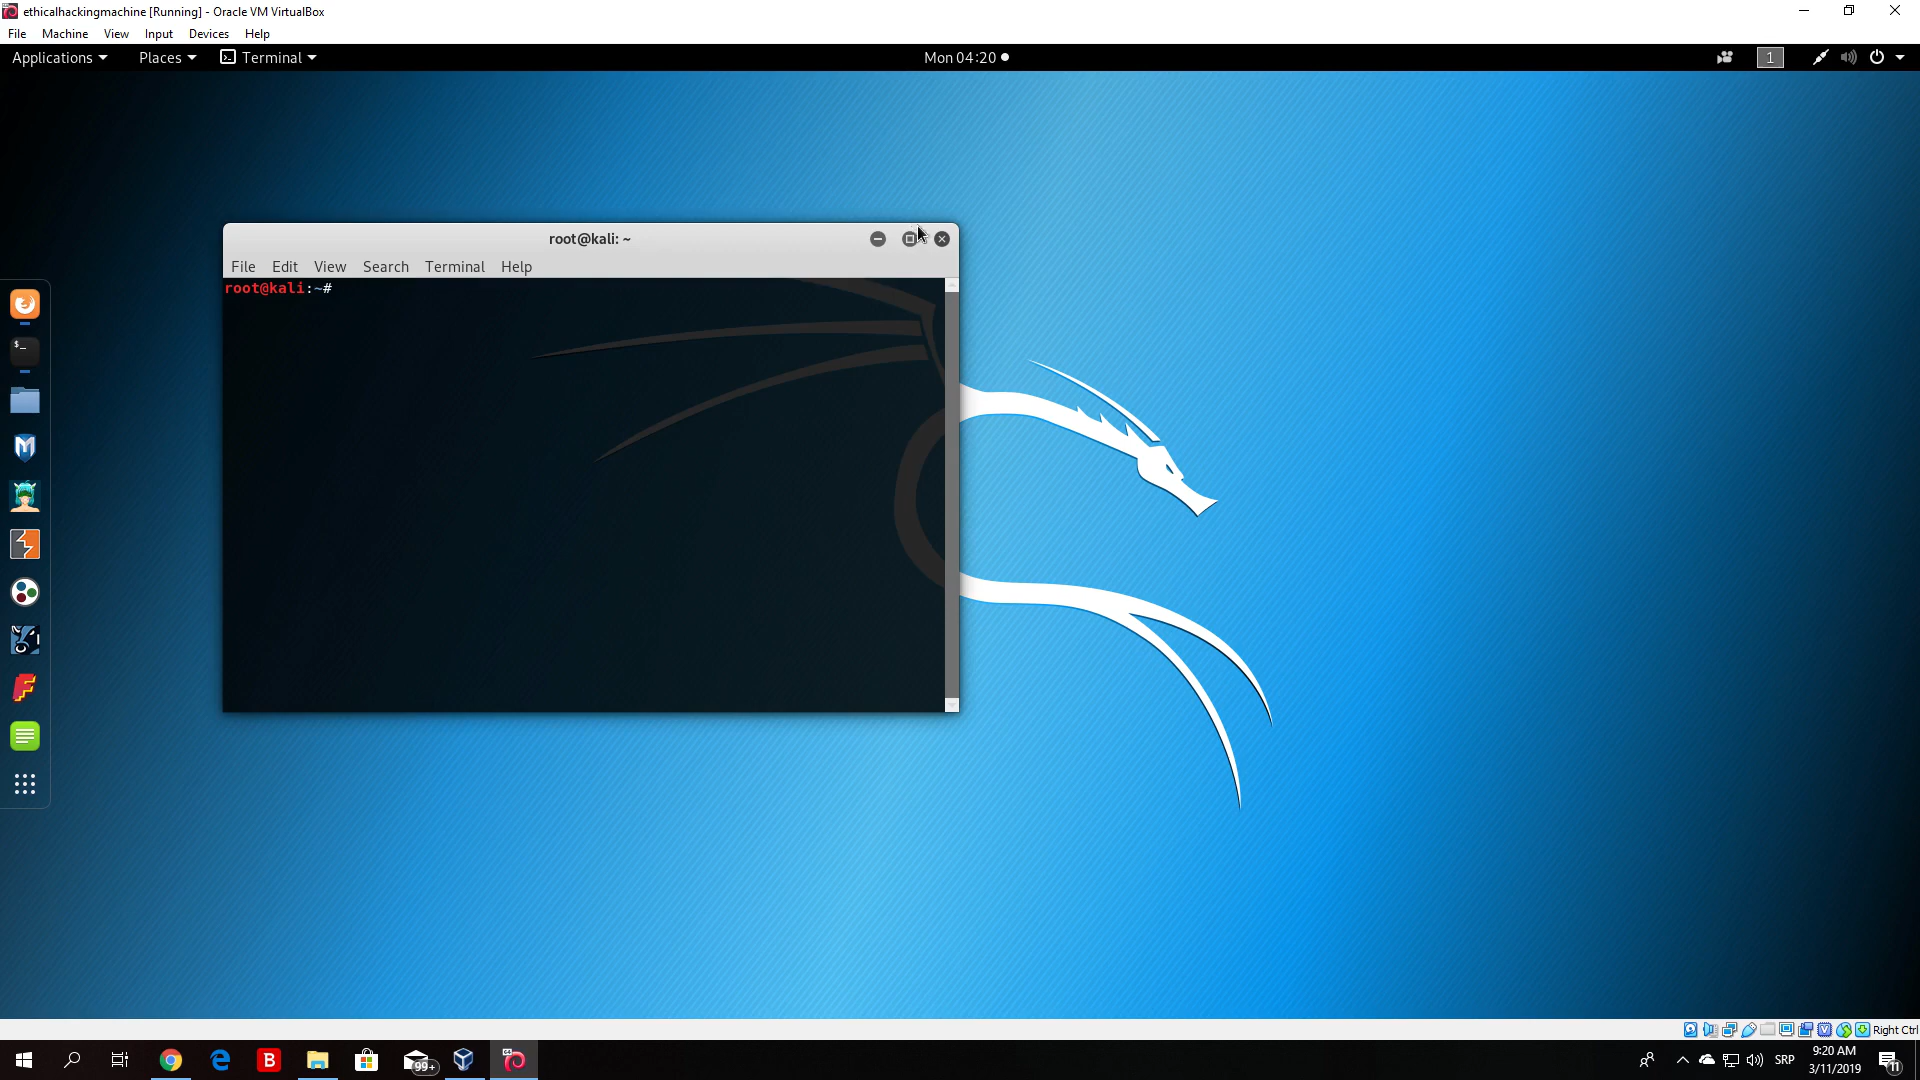 ethicalhackingmachine [Running] - Oracle VM VirtualBox
File Machine View Input Devices Help
Applications Places Terminal Mon 04:20 1
root@kali: ~
File Edit View Search Terminal Help
root@kali:~#
$_
Right Ctrl
99+
SRP
9:20 AM
3/11/2019
11